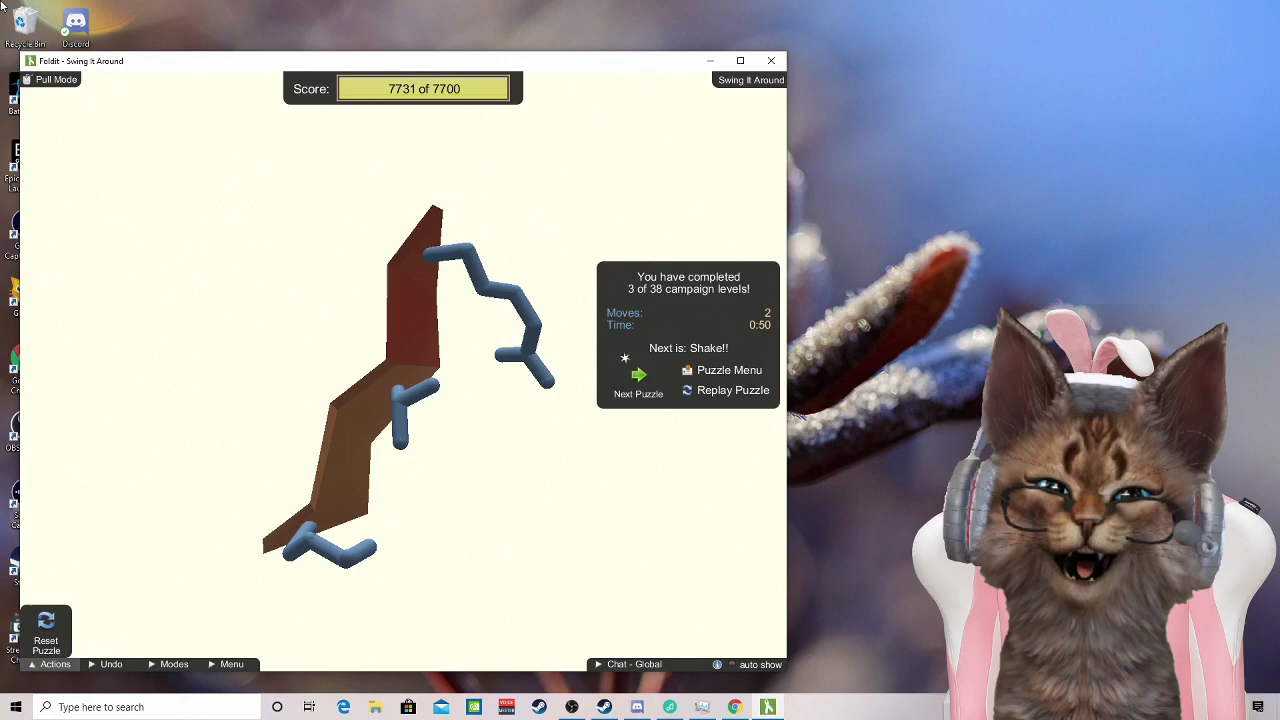 Recycle Bin
Discord
Foldit - Swing It Around
Pull Mode
Score:
7731 of 7700
Swing It Around
You have completed
3 of 38 campaign levels!
Moves:
2
Time:
0:50
Next is: Shake!!
Puzzle Menu
Next Puzzle
Replay Puzzle
Reset
Puzzle
Actions
Undo
Modes
Menu
Chat - Global
auto show
Type here to search